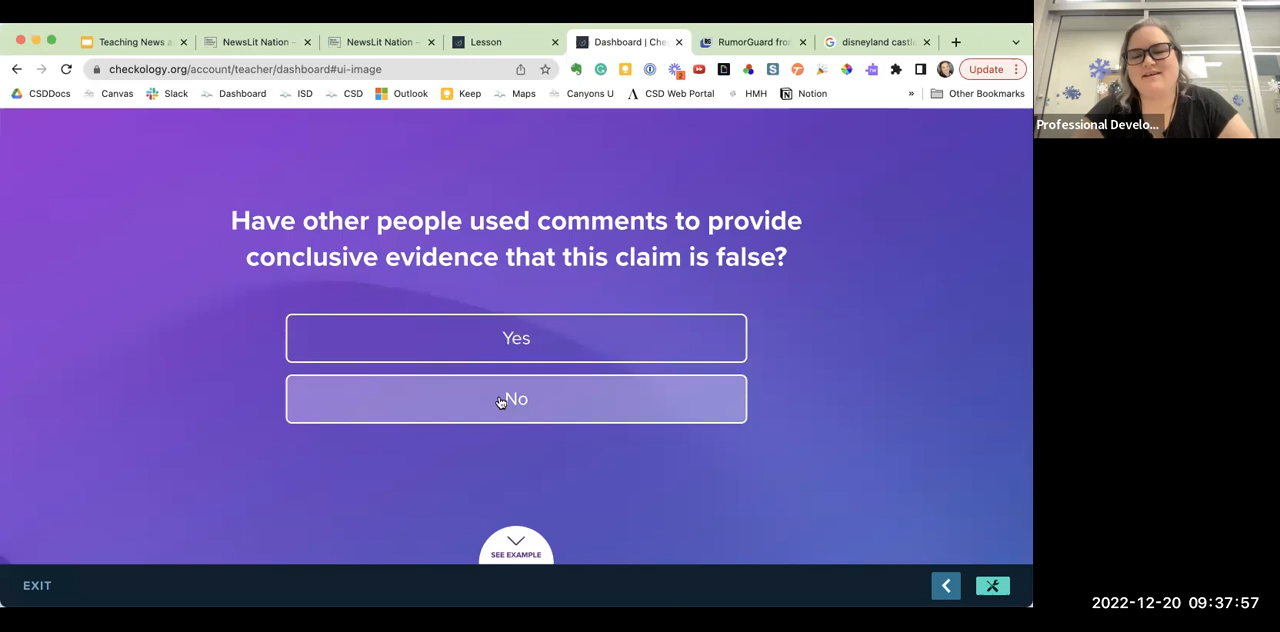 Teaching News a
NewsLit Nation -
NewsLit Nation -
Lesson
Dashboard | Che
RumorGuard fro
disneyland castl
checkology.org/account/teacher/dashboard#ui-image
2
Update
CSDDocs
Canvas
Slack
Dashboard
ISD
CSD
Outlook
Keep
Maps
Canyons U
CSD Web Portal
HMH
Notion
»
Other Bookmarks
Professional Develo...
Have other people used comments to provide
conclusive evidence that this claim is false?
Yes
No
SEE EXAMPLE
EXIT
2022-12-20 09:37:57